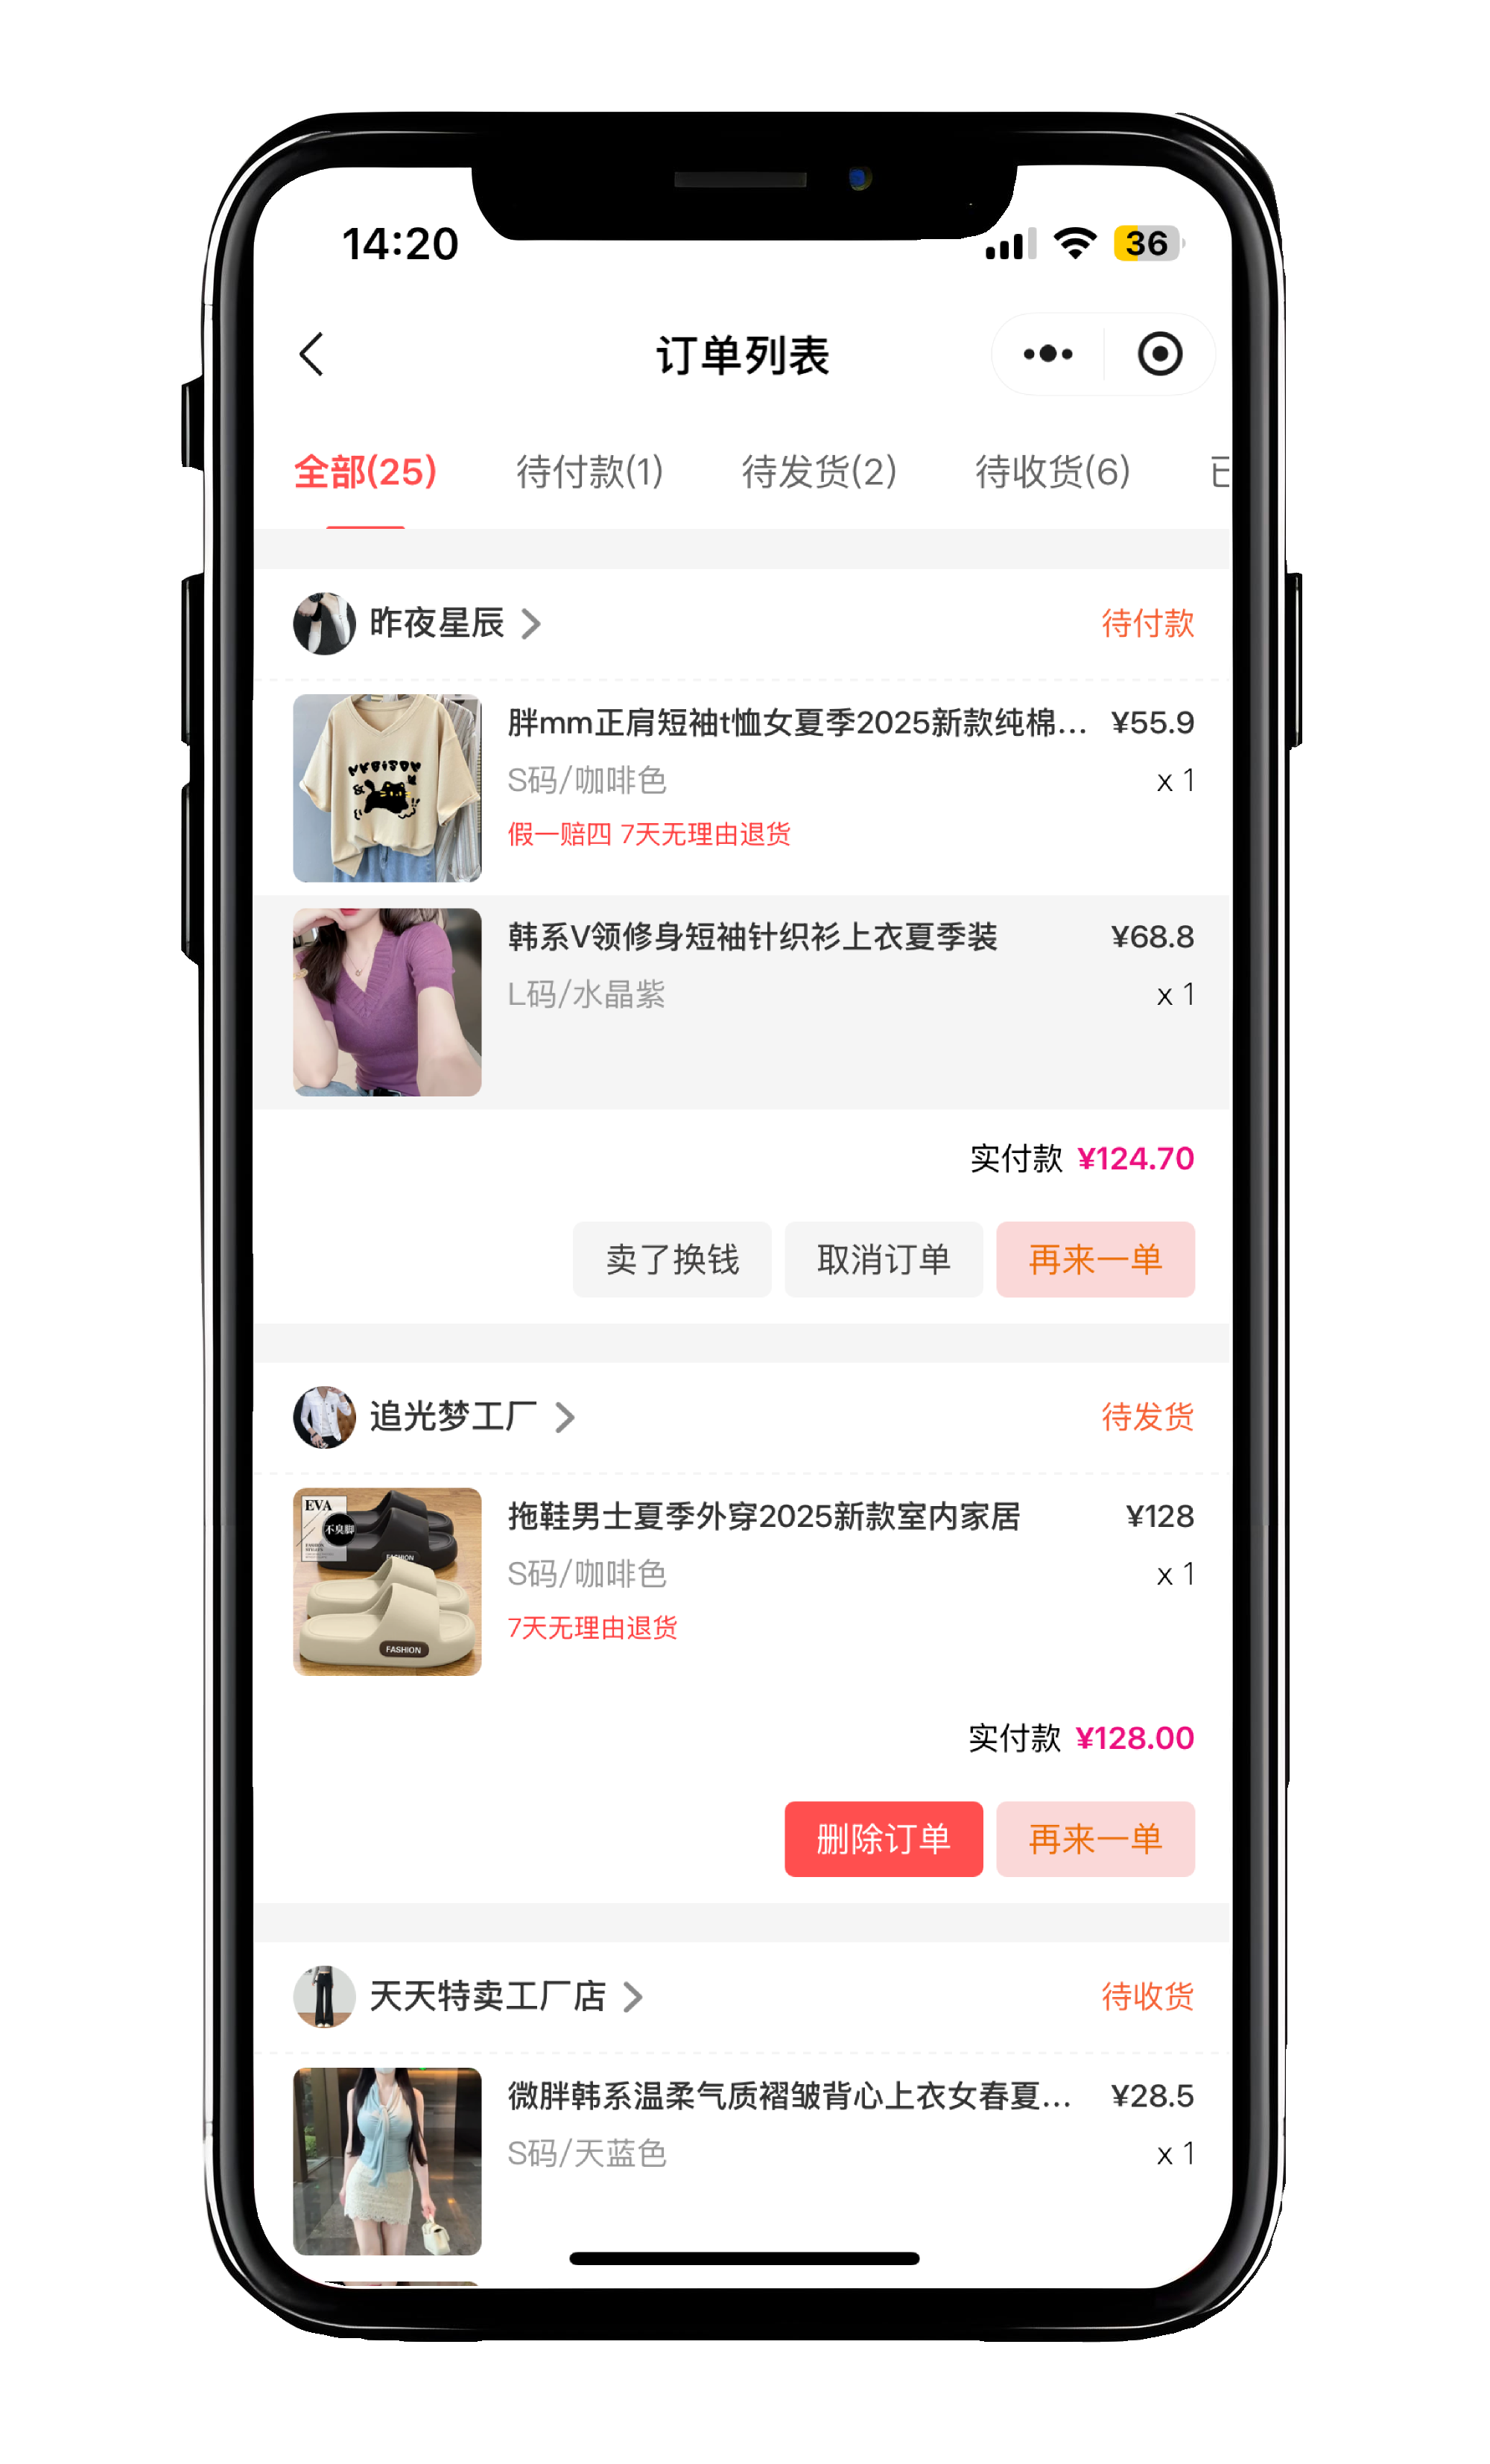 14:20
36
订单列表
全部(25) 待付款(1) 待发货(2) 待收货(6)
昨夜星辰 待付款
胖mm正肩短袖t恤女夏季2025新款纯棉... ¥55.9
S码/咖啡色 x 1
假一赔四 7天无理由退货
韩系V领修身短袖针织衫上衣夏季装 ¥68.8
L码/水晶紫 x 1
实付款 ¥124.70
卖了换钱 取消订单 再来一单
追光梦工厂 待发货
EVA
不臭脚
FASHION
FASHION
拖鞋男士夏季外穿2025新款室内家居 ¥128
S码/咖啡色 x 1
7天无理由退货
实付款 ¥128.00
删除订单 再来一单
天天特卖工厂店 待收货
微胖韩系温柔气质褶皱背心上衣女春夏... ¥28.5
S码/天蓝色 x 1